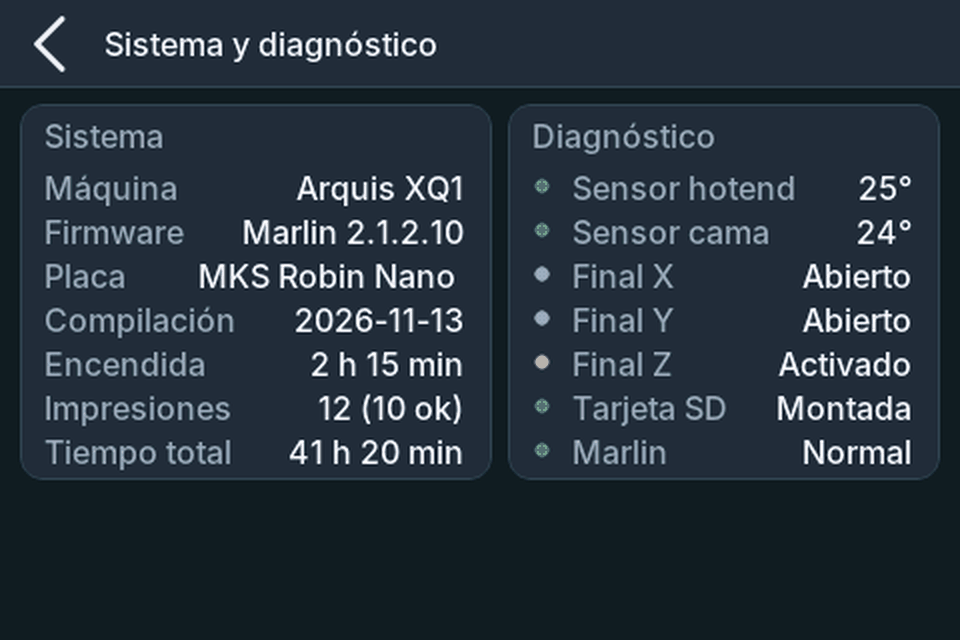 Sistema y diagnóstico
Sistema
Máquina Arquis XQ1
Firmware Marlin 2.1.2.10
Placa MKS Robin Nano
Compilación 2026-11-13
Encendida 2 h 15 min
Impresiones 12 (10 ok)
Tiempo total 41 h 20 min
Diagnóstico
Sensor hotend 25°
Sensor cama 24°
Final X Abierto
Final Y Abierto
Final Z Activado
Tarjeta SD Montada
Marlin Normal